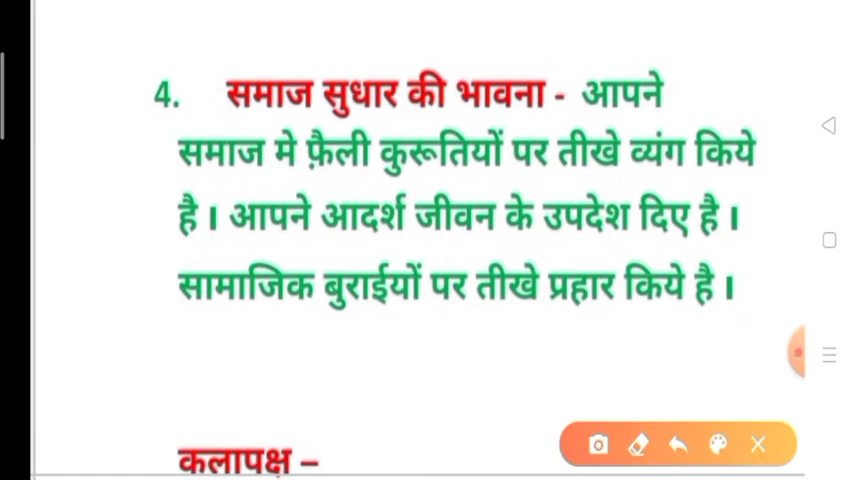 4. समाज सुधार की भावना - आपने
समाज मे फ़ैली कुरूतियों पर तीखे व्यंग किये
है । आपने आदर्श जीवन के उपदेश दिए है ।
सामाजिक बुराईयों पर तीखे प्रहार किये है ।
कलापक्ष –